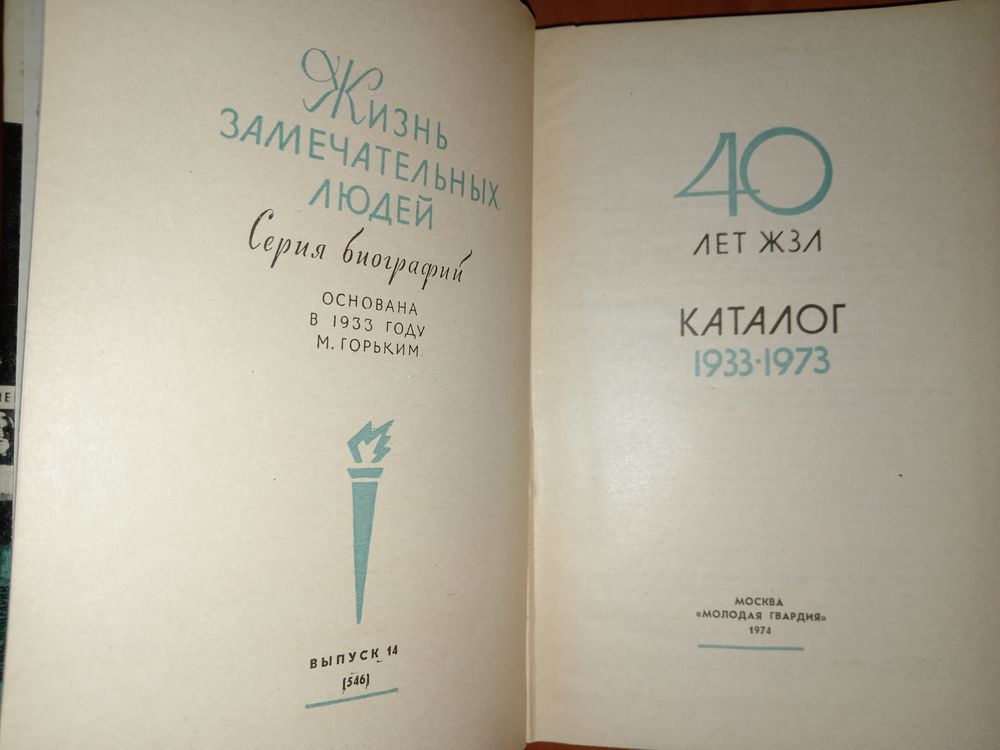 Жизнь
ЗАМЕЧАТЕЛЬНЫХ
ЛЮДЕЙ
Серия биографий
ОСНОВАНА
В 1933 ГОДУ
М. ГОРЬКИМ
ВЫПУСК 14
(546)
40
ЛЕТ ЖЗЛ
КАТАЛОГ
1933-1973
МОСКВА
«МОЛОДАЯ ГВАРДИЯ»
1974